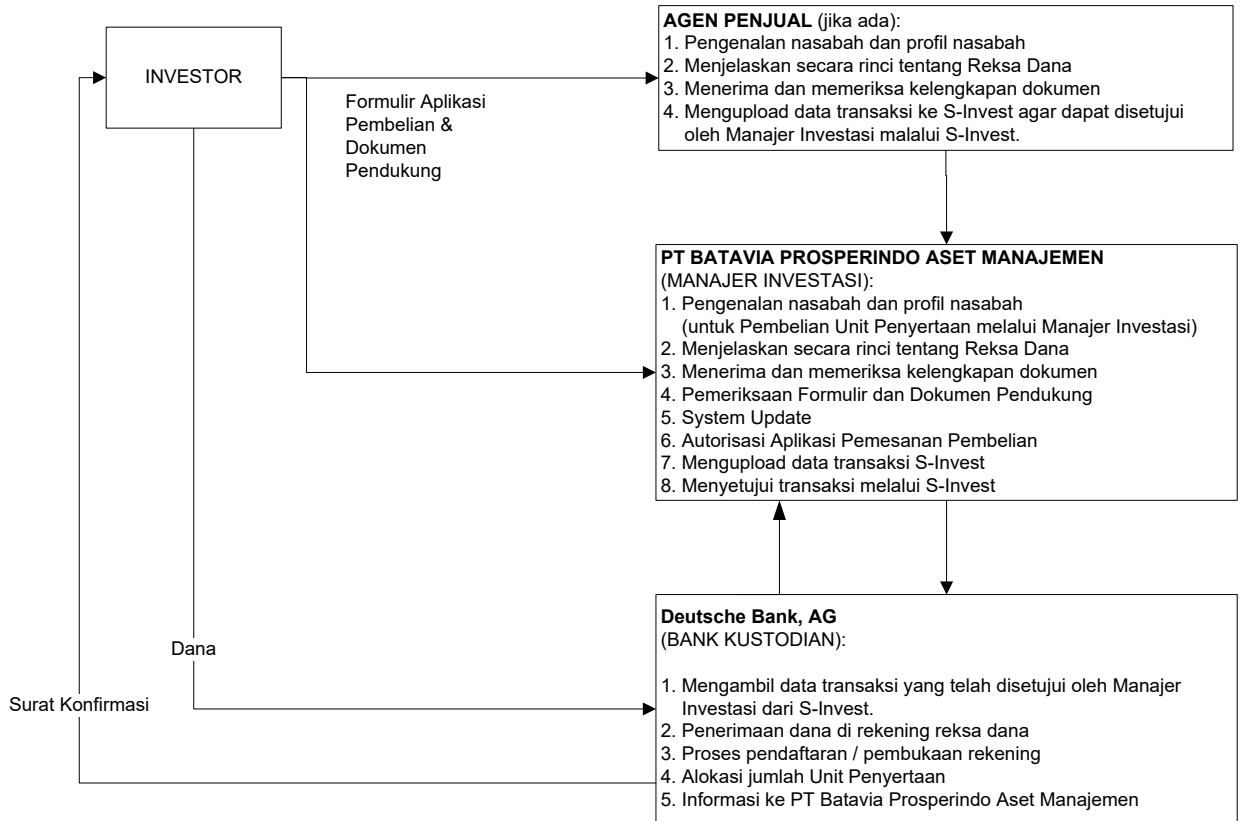 INVESTOR
Formulir Aplikasi
Pembelian &
Dokumen
Pendukung
AGEN PENJUAL (jika ada):
1. Pengenalan nasabah dan profil nasabah
2. Menjelaskan secara rinci tentang Reksa Dana
3. Menerima dan memeriksa kelengkapan dokumen
4. Mengupload data transaksi ke S-Invest agar dapat disetujui
oleh Manajer Investasi malalui S-Invest.
PT BATAVIA PROSPERINDO ASET MANAJEMEN
(MANAJER INVESTASI):
1. Pengenalan nasabah dan profil nasabah
(untuk Pembelian Unit Penyertaan melalui Manajer Investasi)
2. Menjelaskan secara rinci tentang Reksa Dana
3. Menerima dan memeriksa kelengkapan dokumen
4. Pemeriksaan Formulir dan Dokumen Pendukung
5. System Update
6. Autorisasi Aplikasi Pemesanan Pembelian
7. Mengupload data transaksi S-Invest
8. Menyetujui transaksi melalui S-Invest
Dana
Surat Konfirmasi
Deutsche Bank, AG
(BANK KUSTODIAN):
1. Mengambil data transaksi yang telah disetujui oleh Manajer
Investasi dari S-Invest.
2. Penerimaan dana di rekening reksa dana
3. Proses pendaftaran / pembukaan rekening
4. Alokasi jumlah Unit Penyertaan
5. Informasi ke PT Batavia Prosperindo Aset Manajemen